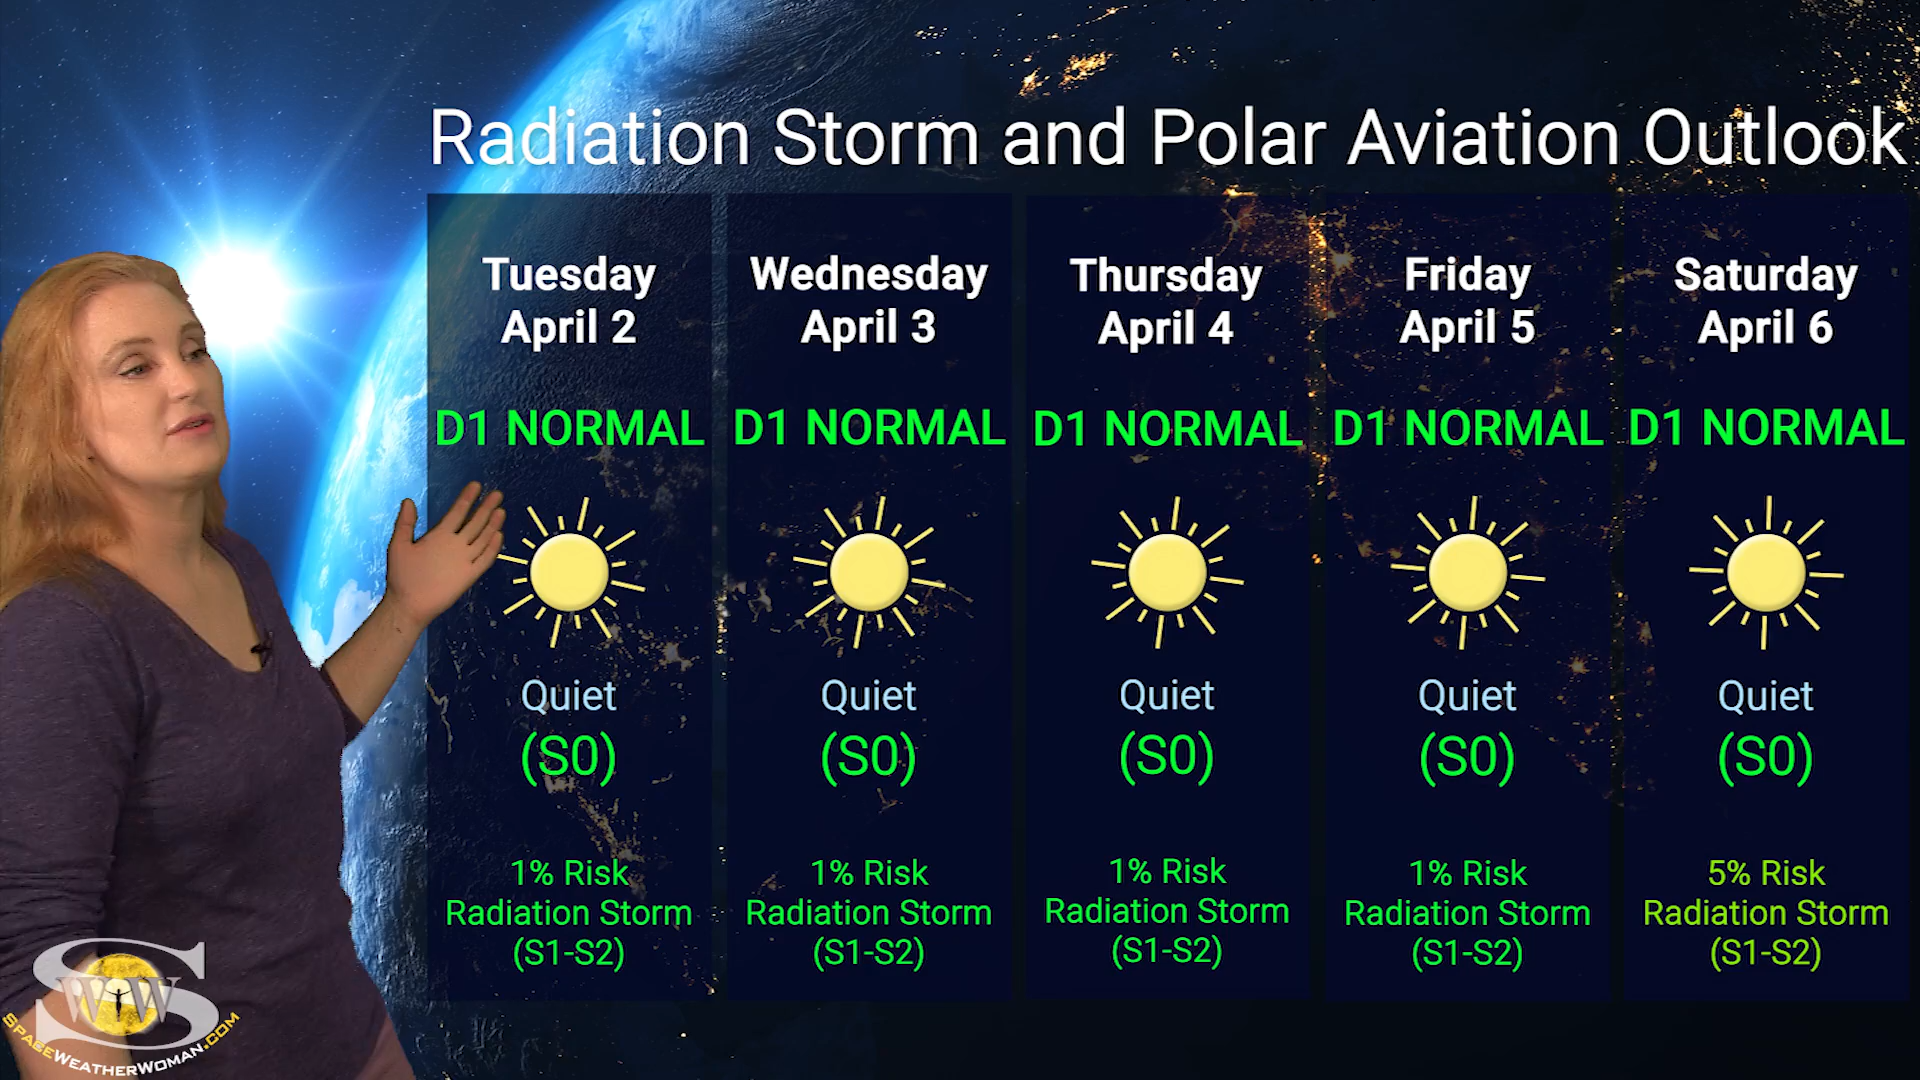 Radiation Storm and Polar Aviation Outlook
Tuesday
April 2
D1 NORMAL
Quiet
(S0)
1% Risk
Radiation Storm
(S1-S2)
Wednesday
April 3
D1 NORMAL
Quiet
(S0)
1% Risk
Radiation Storm
(S1-S2)
Thursday
April 4
D1 NORMAL
Quiet
(S0)
1% Risk
Radiation Storm
(S1-S2)
Friday
April 5
D1 NORMAL
Quiet
(S0)
1% Risk
Radiation Storm
(S1-S2)
Saturday
April 6
D1 NORMAL
Quiet
(S0)
5% Risk
Radiation Storm
(S1-S2)
SWW
SPACEWEATHERWOMAN.COM